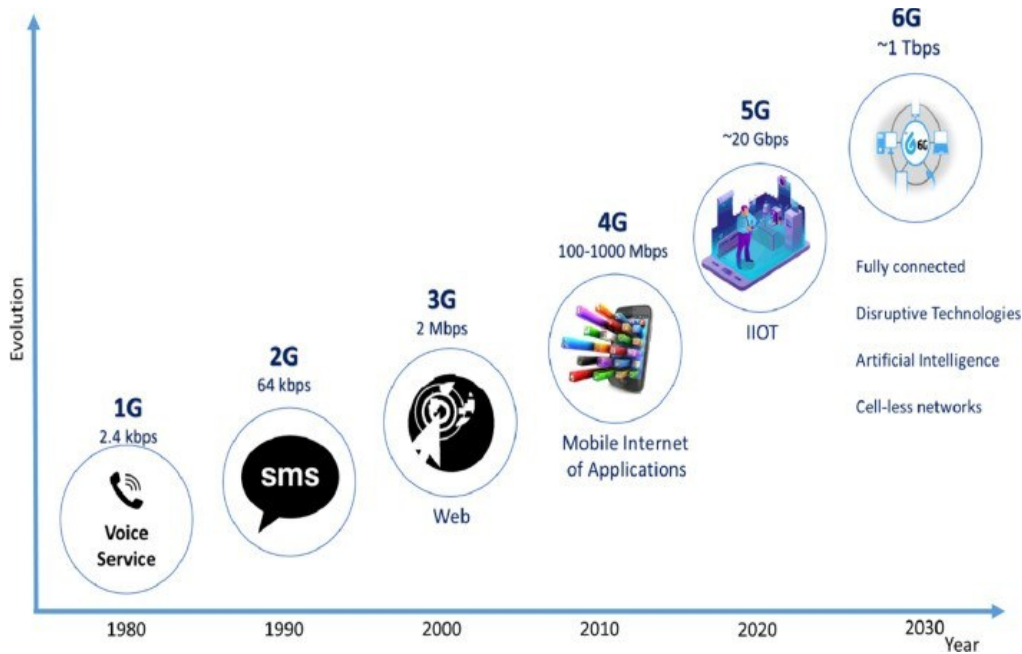 6G
~1 Tbps
6G
5G
~20 Gbps
IIOT
4G
100-1000 Mbps
Mobile Internet
of Applications
3G
2 Mbps
Web
2G
64 kbps
sms
1G
2.4 kbps
Voice
Service
Fully connected
Disruptive Technologies
Artificial Intelligence
Cell-less networks
Evolution
1980 1990 2000 2010 2020 2030
Year